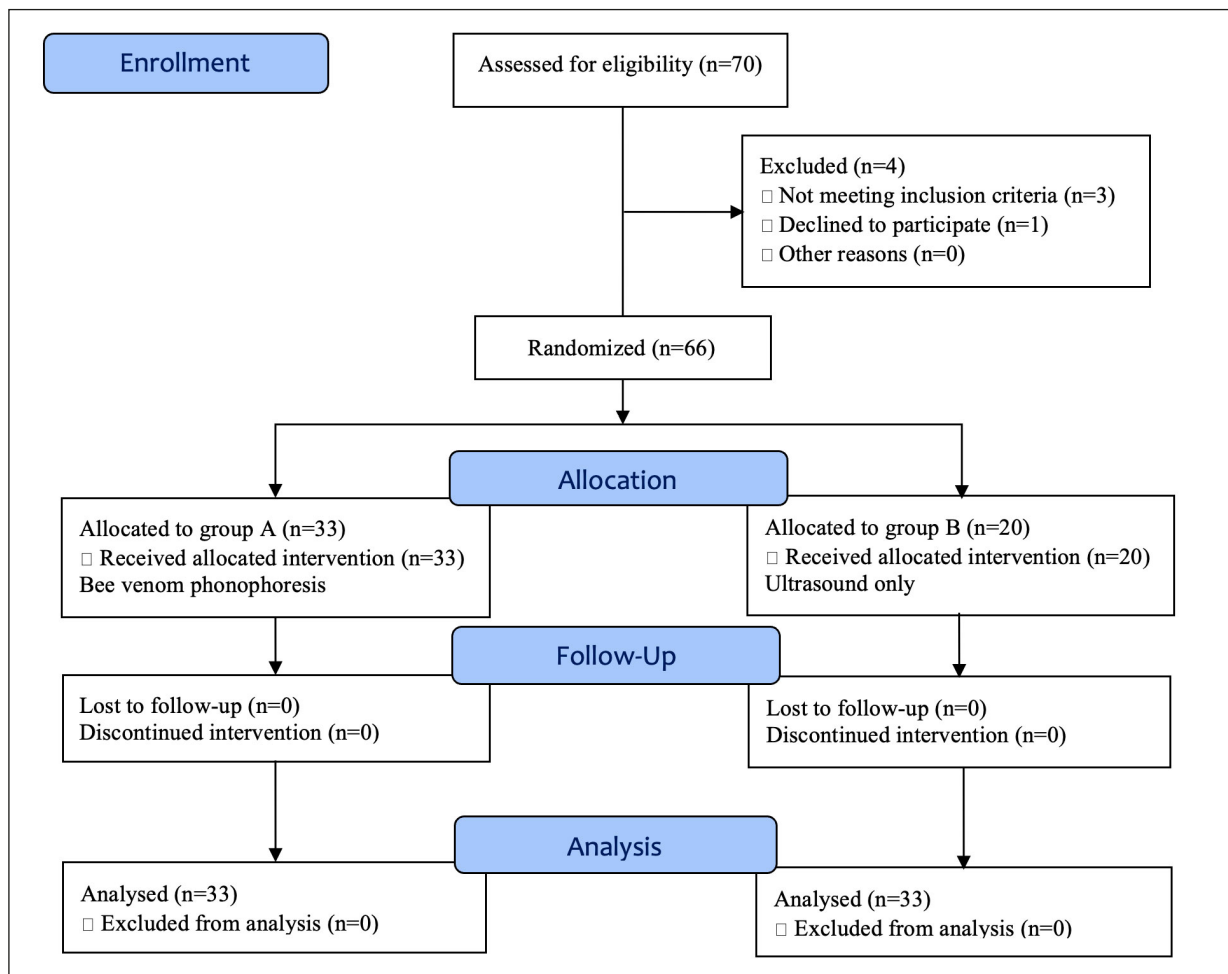 Enrollment
Assessed for eligibility (n=70)
Excluded (n=4)
□ Not meeting inclusion criteria (n=3)
□ Declined to participate (n=1)
□ Other reasons (n=0)
Randomized (n=66)
Allocation
Allocated to group A (n=33)
□ Received allocated intervention (n=33)
Bee venom phonophoresis
Allocated to group B (n=20)
□ Received allocated intervention (n=20)
Ultrasound only
Follow-Up
Lost to follow-up (n=0)
Discontinued intervention (n=0)
Lost to follow-up (n=0)
Discontinued intervention (n=0)
Analysis
Analysed (n=33)
□ Excluded from analysis (n=0)
Analysed (n=33)
□ Excluded from analysis (n=0)